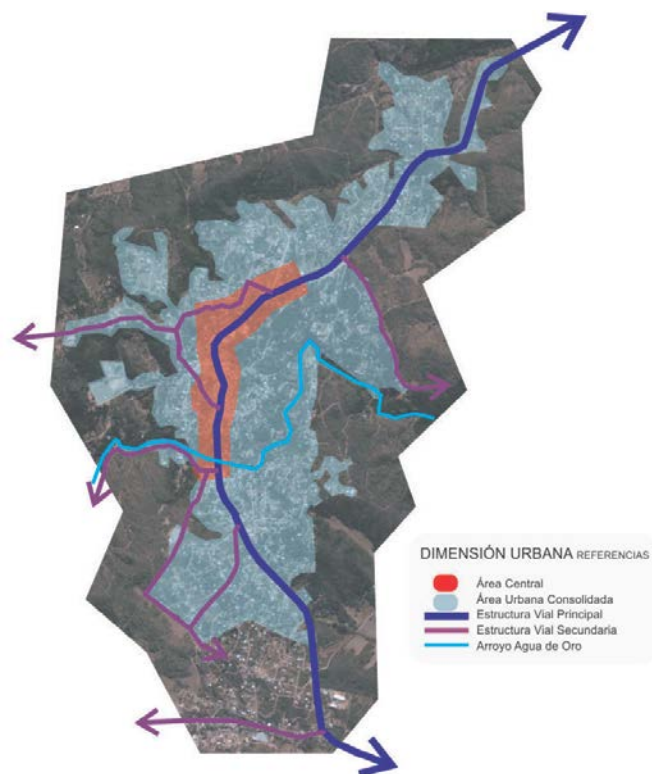 DIMENSIÓN URBANA REFERENCIAS
Área Central
Área Urbana Consolidada
Estructura Vial Principal
Estructura Vial Secundaria
Arroyo Agua de Oro